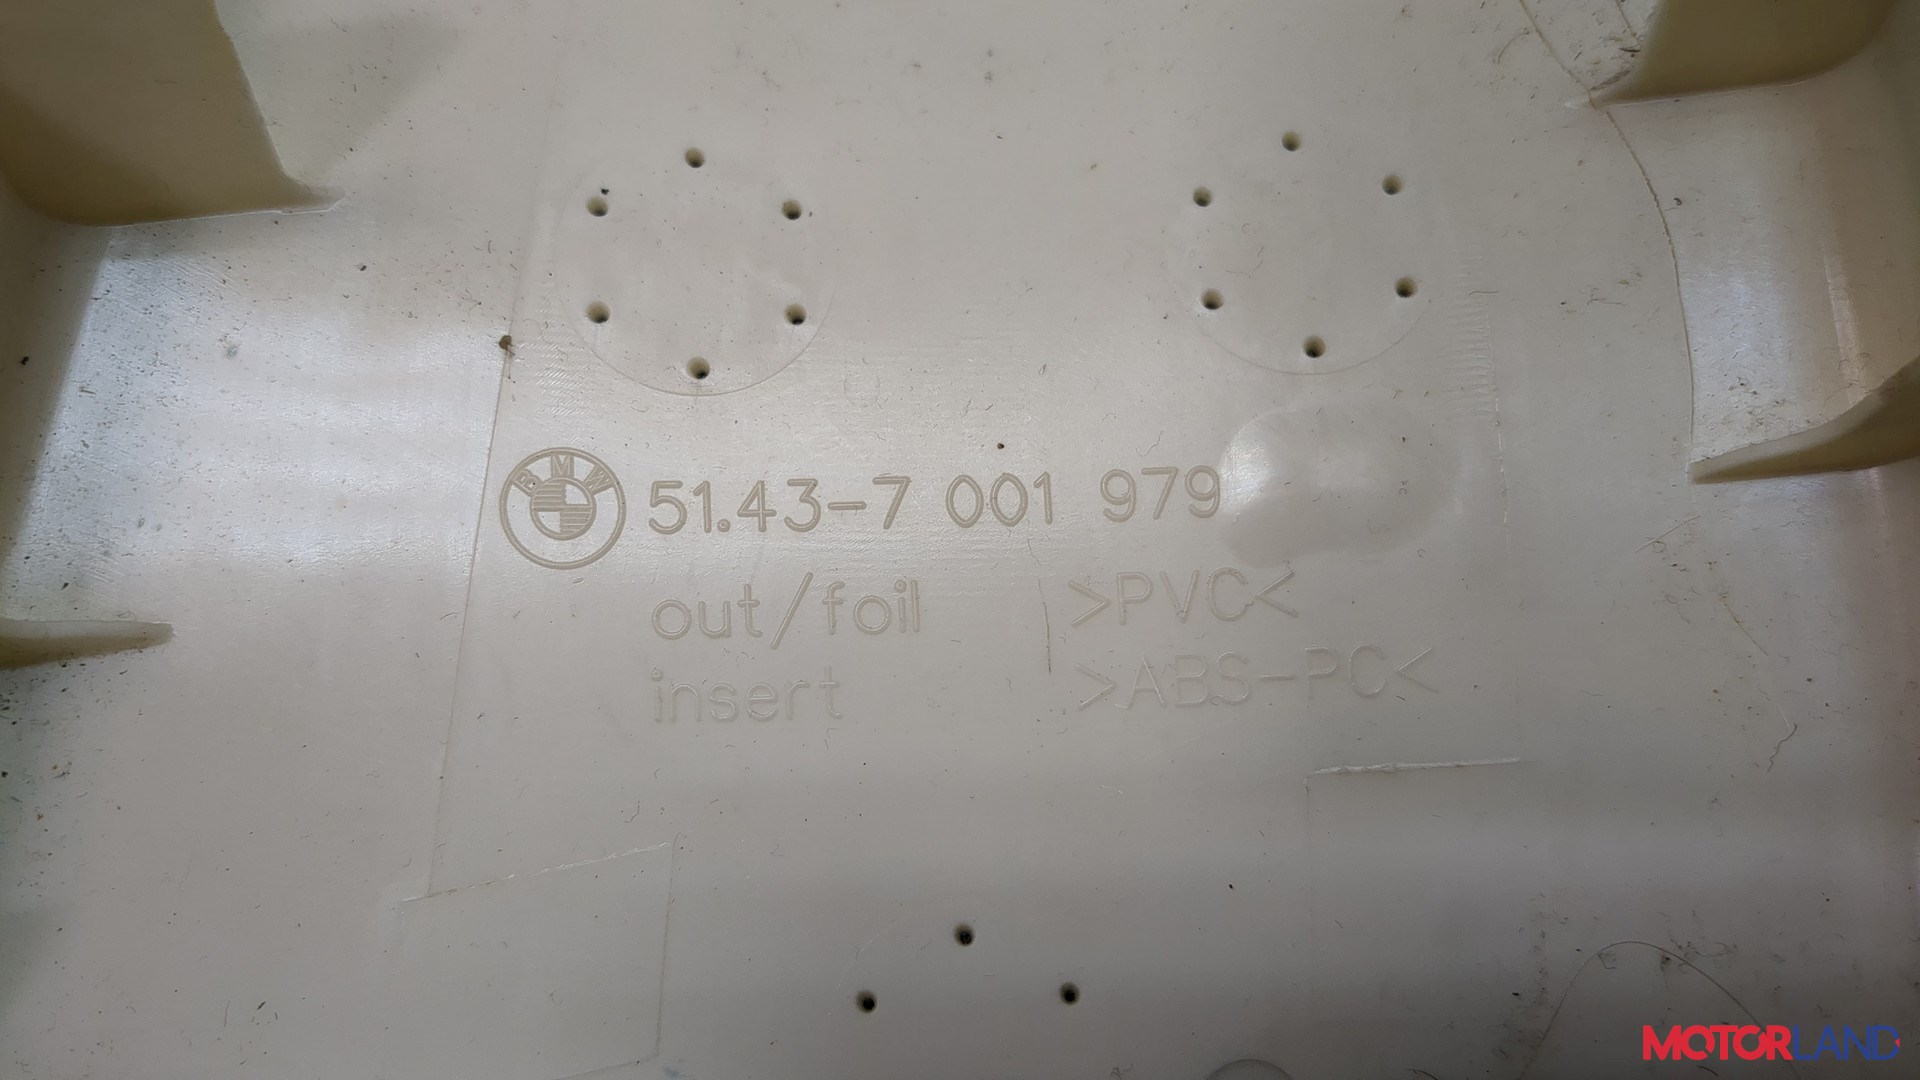 BMW 51.43-7 001 979
out/foil >PVC<
insert >ABS-PC<
MOTORLAND